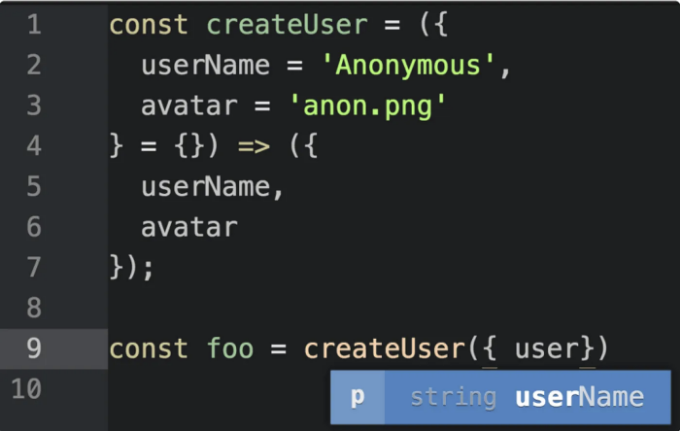 1 const createUser = ({
2   userName = 'Anonymous',
3   avatar = 'anon.png'
4 } = {}) => ({
5   userName,
6   avatar
7 });
8
9 const foo = createUser({ user})
10
p string userName